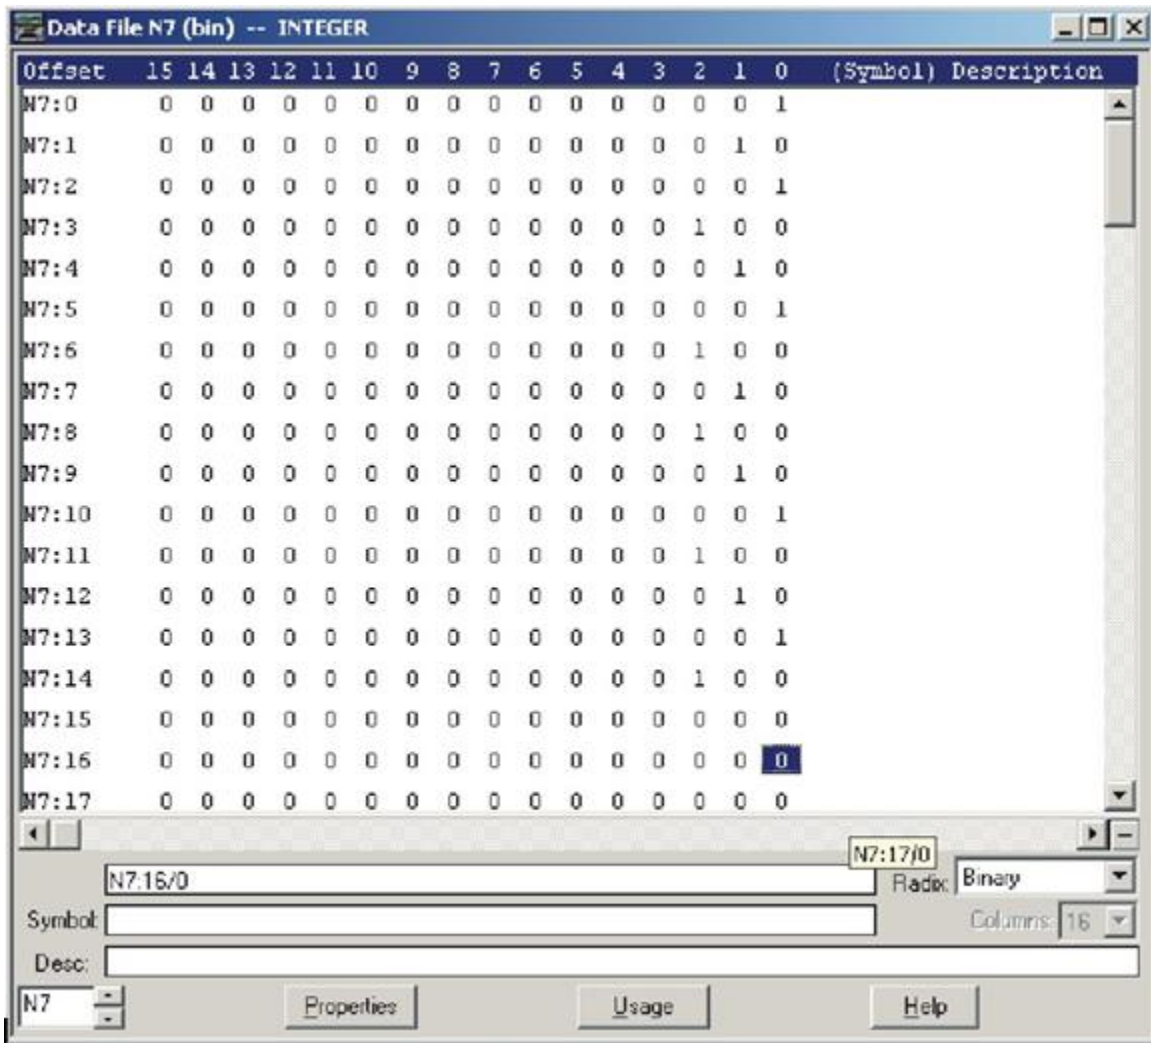 Data File N7 (bin) -- INTEGER
Offset 15 14 13 12 11 10 9 8 7 6 5 4 3 2 1 0 (Symbol) Description
N7:0 0 0 0 0 0 0 0 0 0 0 0 0 0 0 0 1
N7:1 0 0 0 0 0 0 0 0 0 0 0 0 0 0 1 0
N7:2 0 0 0 0 0 0 0 0 0 0 0 0 0 0 0 1
N7:3 0 0 0 0 0 0 0 0 0 0 0 0 0 1 0 0
N7:4 0 0 0 0 0 0 0 0 0 0 0 0 0 0 1 0
N7:5 0 0 0 0 0 0 0 0 0 0 0 0 0 0 0 1
N7:6 0 0 0 0 0 0 0 0 0 0 0 0 0 1 0 0
N7:7 0 0 0 0 0 0 0 0 0 0 0 0 0 0 1 0
N7:8 0 0 0 0 0 0 0 0 0 0 0 0 0 1 0 0
N7:9 0 0 0 0 0 0 0 0 0 0 0 0 0 0 1 0
N7:10 0 0 0 0 0 0 0 0 0 0 0 0 0 0 0 1
N7:11 0 0 0 0 0 0 0 0 0 0 0 0 0 1 0 0
N7:12 0 0 0 0 0 0 0 0 0 0 0 0 0 0 1 0
N7:13 0 0 0 0 0 0 0 0 0 0 0 0 0 0 0 1
N7:14 0 0 0 0 0 0 0 0 0 0 0 0 0 1 0 0
N7:15 0 0 0 0 0 0 0 0 0 0 0 0 0 0 0 0
N7:16 0 0 0 0 0 0 0 0 0 0 0 0 0 0 0 0
N7:17 0 0 0 0 0 0 0 0 0 0 0 0 0 0 0 0
N7:17/0
N7:16/0 Radix: Binary
Symbol: Columns: 16
Desc:
N7 Properties Usage Help